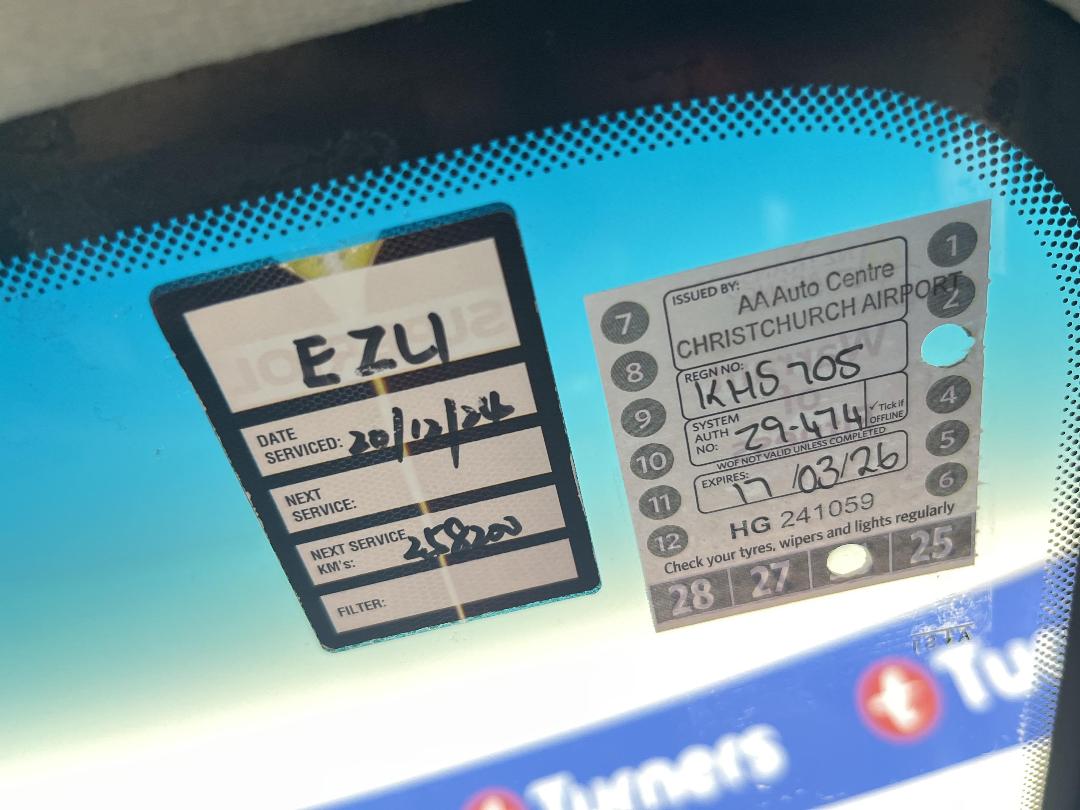 EZU
DATE
SERVICED: 20/12/24
NEXT
SERVICE:
NEXT SERVICE
KM's: 258200
FILTER:
ISSUED BY:
AA Auto Centre
CHRISTCHURCH AIRPORT
REGN NO:
KHS705
SYSTEM
AUTH
NO: 29-474
✓ Tick if
OFFLINE
WOF NOT VALID UNLESS COMPLETED
EXPIRES: 17/03/26
HG 241059
Check your tyres, wipers and lights regularly
7
8
9
10
11
12
1
2
4
5
6
28 27 25
Turners
t Tu